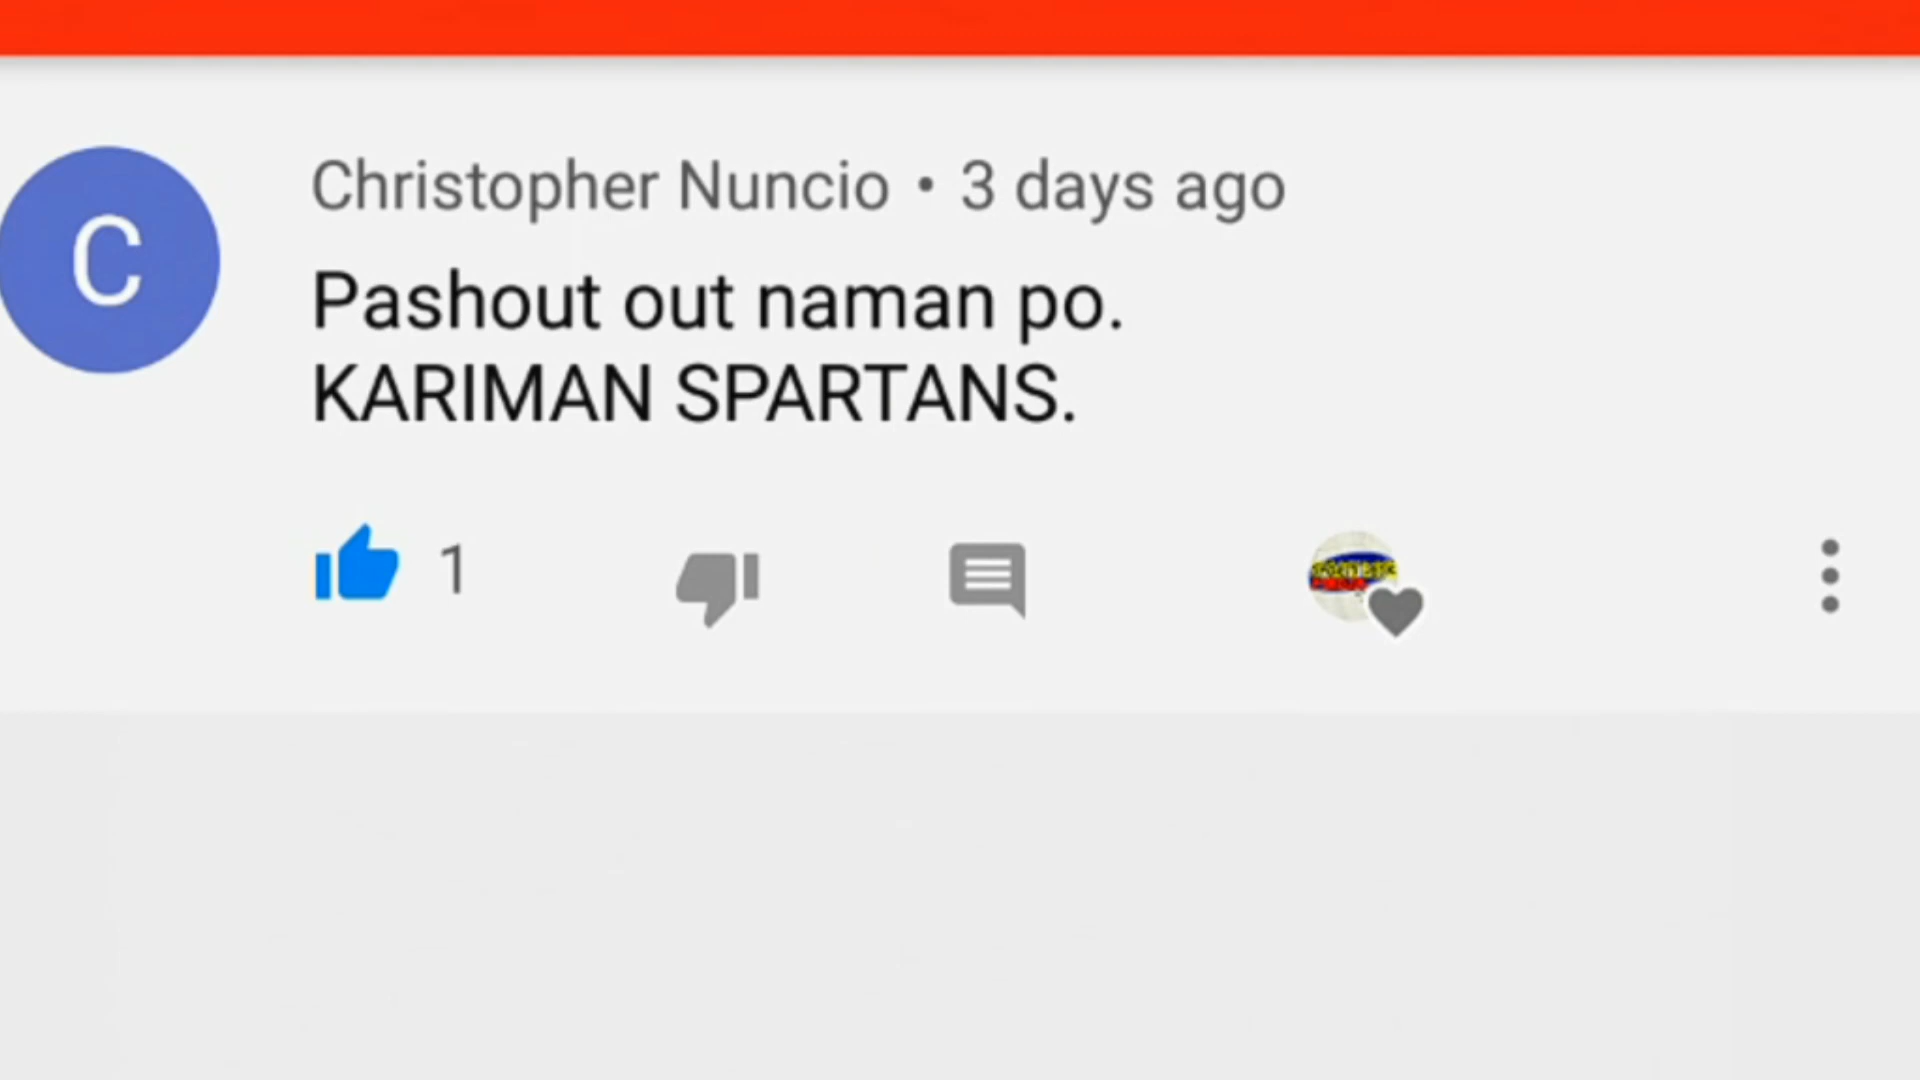 C
Christopher Nuncio • 3 days ago
Pashout out naman po.
KARIMAN SPARTANS.
1